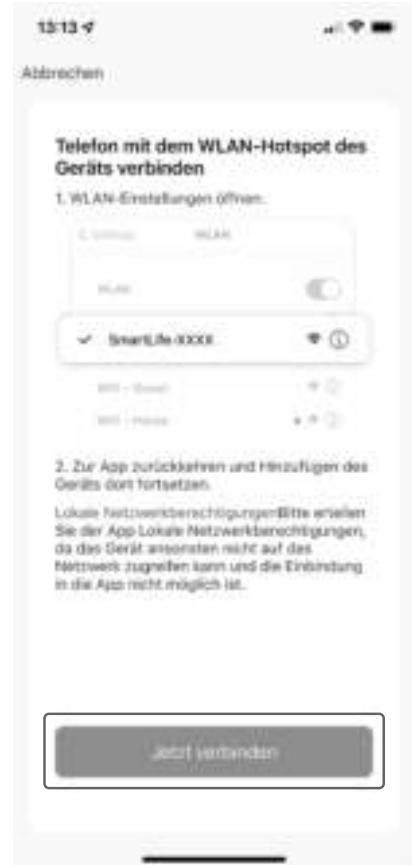 13:13
Abbrechen
Telefon mit dem WLAN-Hotspot des
Geräts verbinden
1. WLAN-Einstellungen öffnen.
WLAN
WLAN
SmartLife-XXXX
2. Zur App zurückkehren und Hinzufügen des
Geräts dort fortsetzen.
Lokale NetzwerkberechtigungenBitte erteilen
Sie der App Lokale Netzwerkberechtigungen,
da das Gerät ansonsten nicht auf das
Netzwerk zugreifen kann und die Einbindung
in die App nicht möglich ist.
Jetzt verbinden